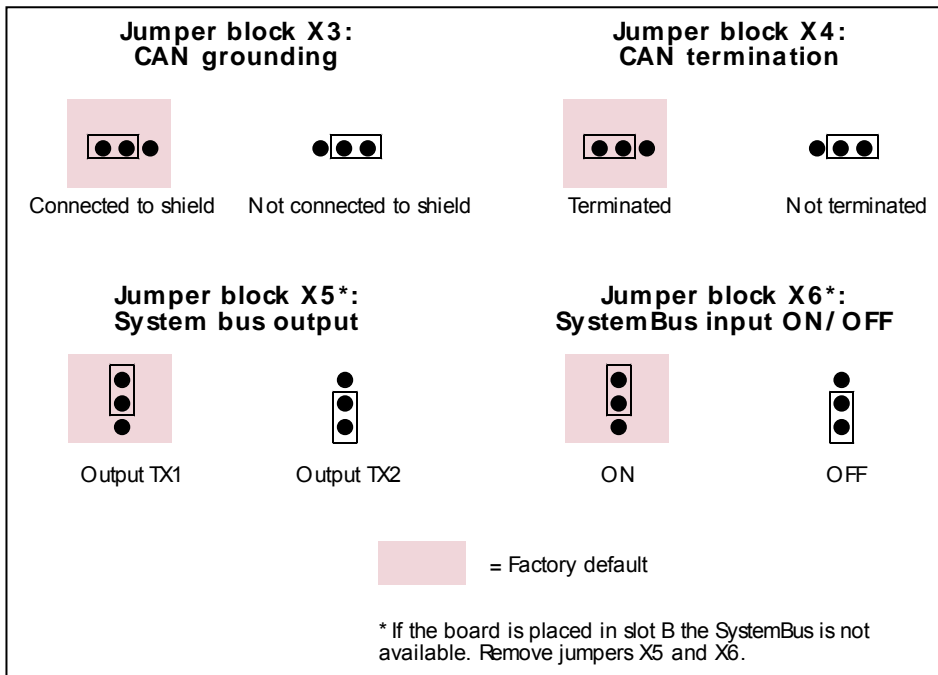 Jumper block X3:
CAN grounding
Jumper block X4:
CAN termination
Connected to shield
Not connected to shield
Terminated
Not terminated
Jumper block X5*:
System bus output
Jumper block X6*:
SystemBus input ON/OFF
Output TX1
Output TX2
ON
OFF
= Factory default
* If the board is placed in slot B the SystemBus is not
available. Remove jumpers X5 and X6.